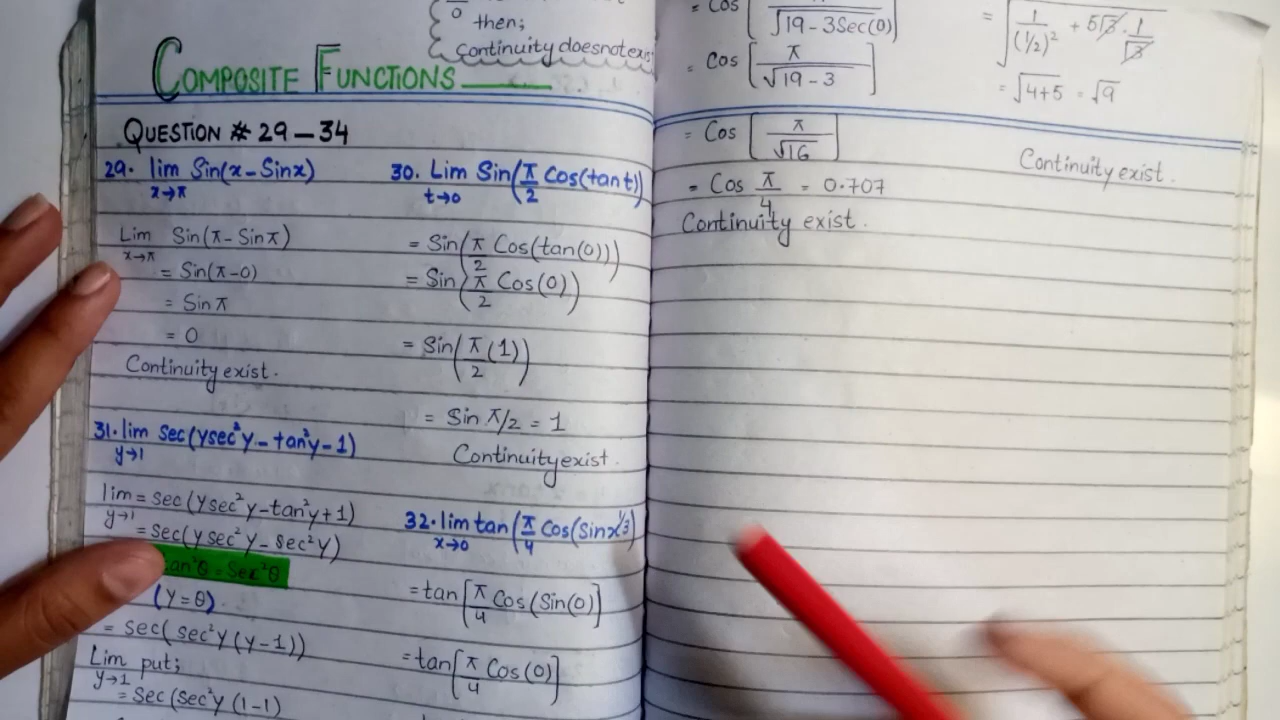 then;
Continuity doesnot exist
COMPOSITE FUNCTIONS
QUESTION # 29 – 34
29. lim Sin(x – Sinx)
x→π
Lim Sin(π – Sinπ)
x→π
= Sin(π–0)
= Sinπ
= 0
Continuity exist.
30. Lim Sin(π/2 Cos(tan t))
t→0
= Sin(π/2 Cos(tan(0)))
= Sin(π/2 Cos(0))
= Sin(π/2 (1))
= Sin π/2 = 1
Continuity exist.
31. lim Sec(ysec²y – tan²y – 1)
y→1
lim = sec(ysec²y – tan²y + 1)
y→1
= Sec(y sec²y – sec²y)
tan²θ = Sec²θ
(y = θ)
= sec(sec²y (y – 1))
Lim put;
y→1
= Sec(sec²y (1–1)
32. lim tan(π/4 Cos(Sinx^1/3)
x→0
= tan[π/4 Cos(Sin(0)]
= tan[π/4 Cos(0)]
= Cos [ √19 – 3Sec(0) ]
= Cos [ π/√19 – 3 ]
= Cos [ π/√16 ]
= Cos π/4 = 0.707
Continuity exist.
= √1/(1/2)² + 5√3 · 1/√3
= √4+5 = √9
Continuity exist.